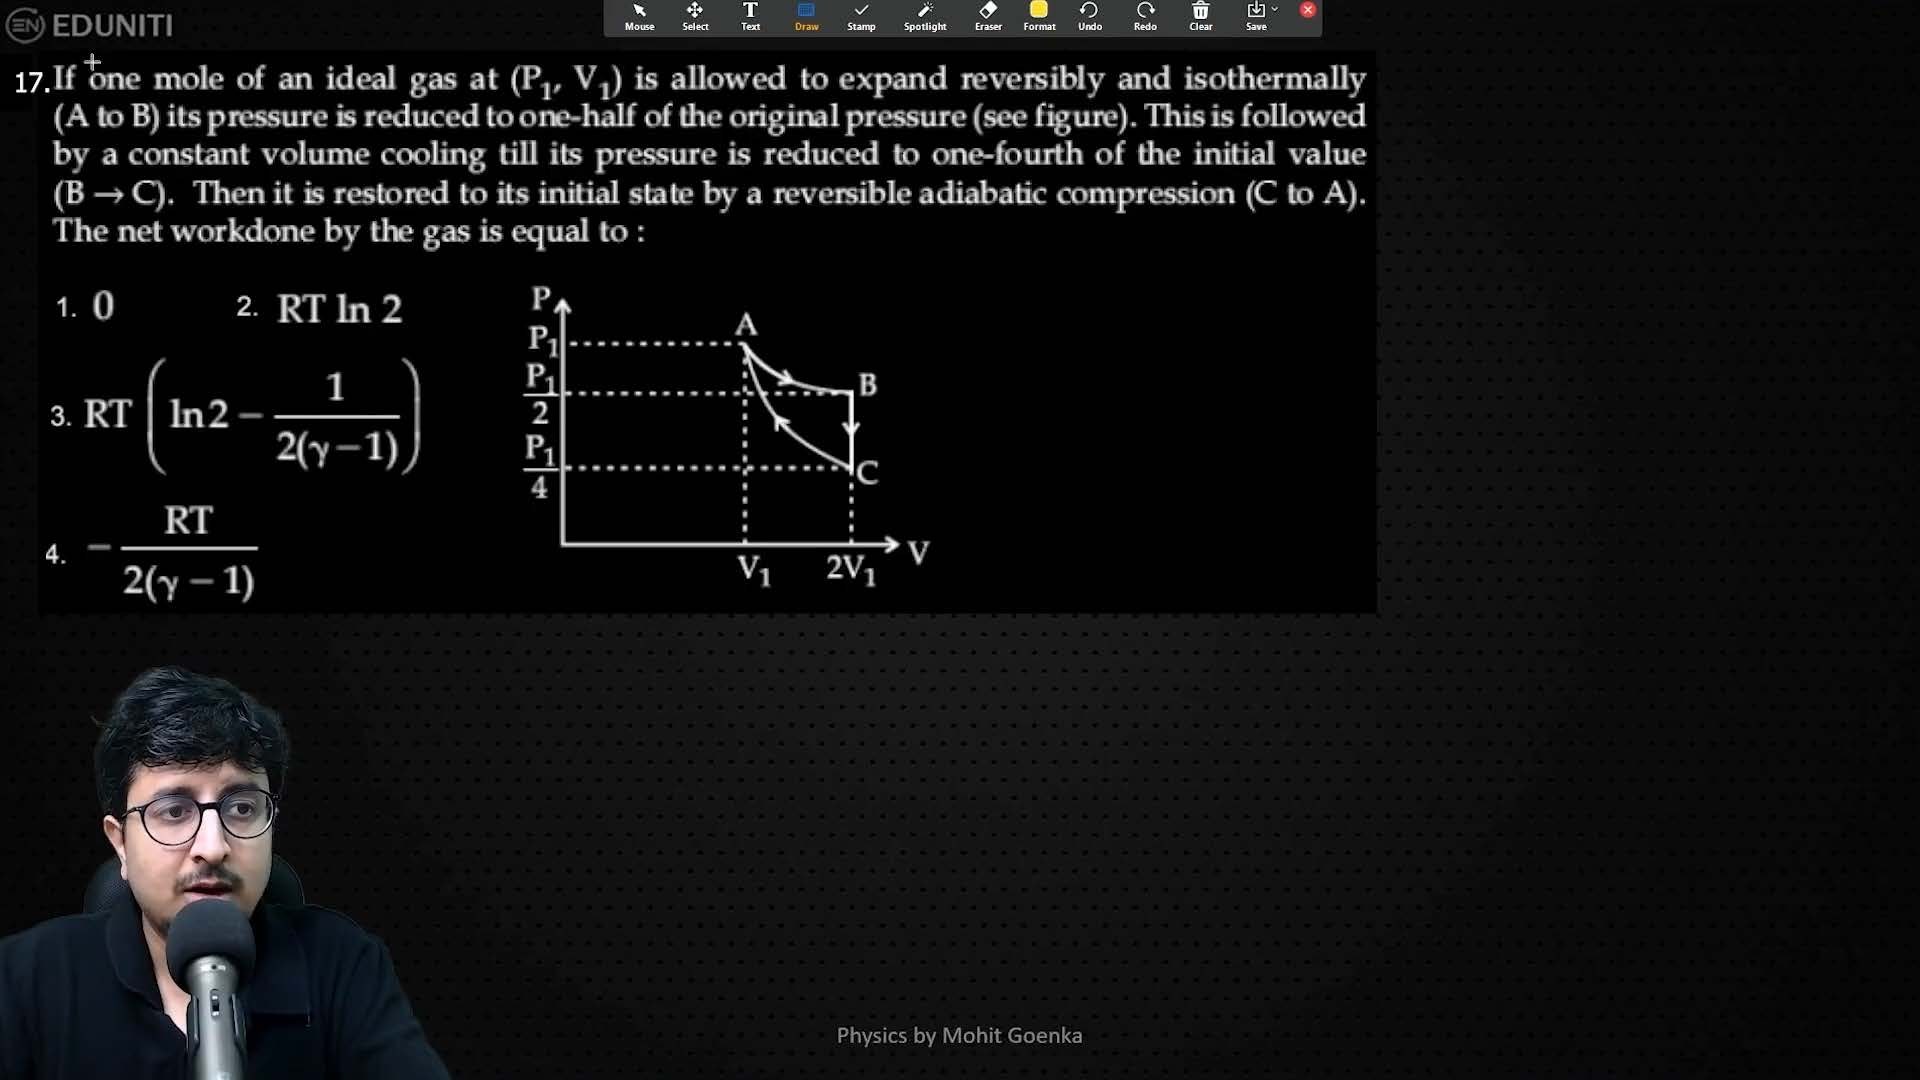 EN EDUNITI
Mouse Select Text Draw Stamp Spotlight Eraser Format Undo Redo Clear Save
17. If one mole of an ideal gas at (P₁, V₁) is allowed to expand reversibly and isothermally
(A to B) its pressure is reduced to one-half of the original pressure (see figure). This is followed
by a constant volume cooling till its pressure is reduced to one-fourth of the initial value
(B → C). Then it is restored to its initial state by a reversible adiabatic compression (C to A).
The net workdone by the gas is equal to :
1. 0
2. RT ln 2
3. RT ( ln2 − 1 / 2(γ−1) )
4. − RT / 2(γ − 1)
P
P₁
P₁/2
P₁/4
A
B
C
V₁
2V₁
V
Physics by Mohit Goenka